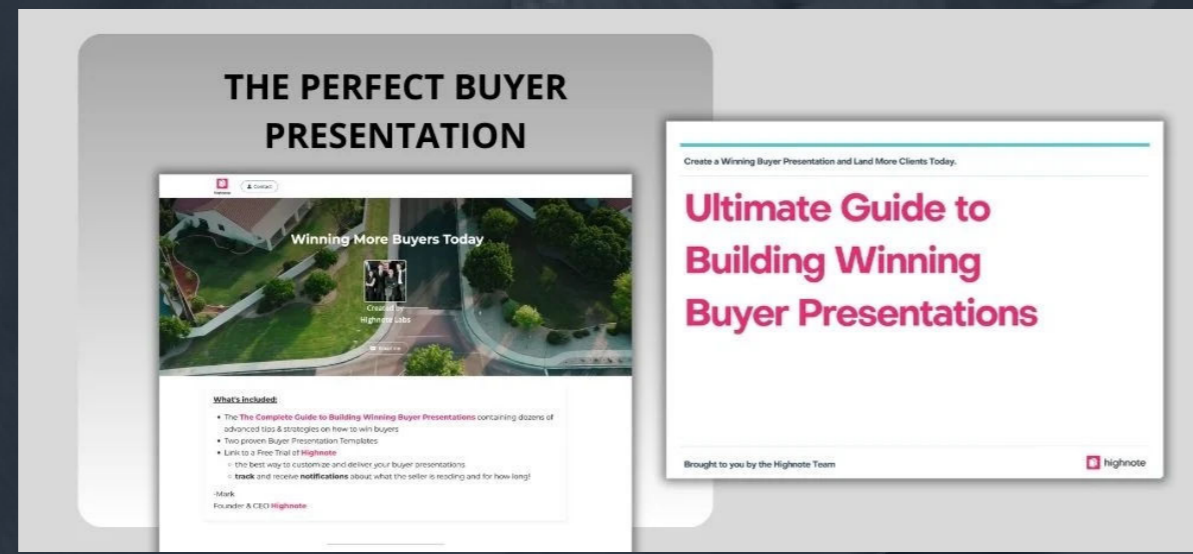 THE PERFECT BUYER
PRESENTATION
highnote
Contact
Winning More Buyers Today
Created by
Highnote Labs
What's included:
• The The Complete Guide to Building Winning Buyer Presentations containing dozens of
advanced tips & strategies on how to win buyers
• Two proven Buyer Presentation Templates
• Link to a Free Trial of Highnote
◦ the best way to customize and deliver your buyer presentations
◦ track and receive notifications about what the seller is reading and for how long!
-Mark
Founder & CEO Highnote
Create a Winning Buyer Presentation and Land More Clients Today.
Ultimate Guide to
Building Winning
Buyer Presentations
Brought to you by the Highnote Team
highnote